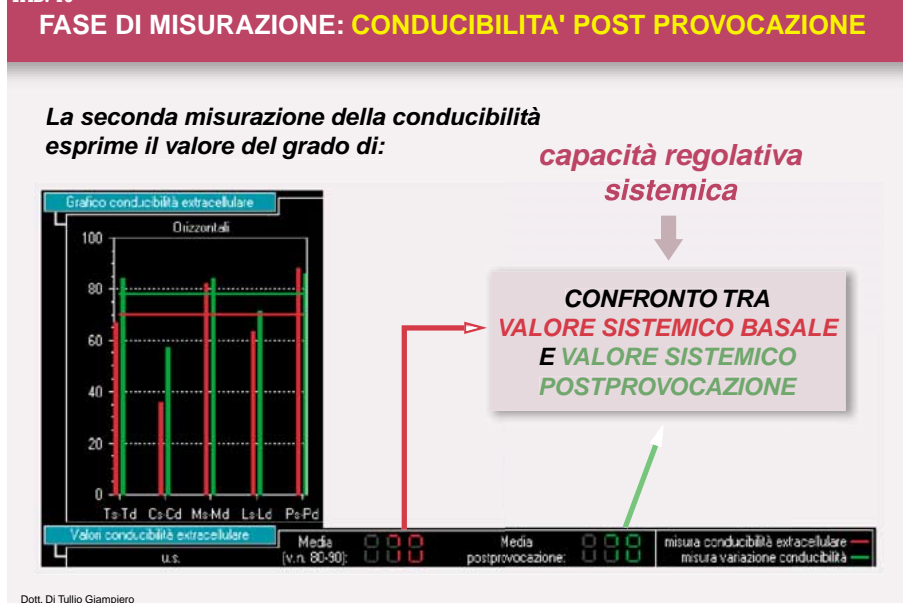 FASE DI MISURAZIONE: CONDUCIBILITA' POST PROVOCAZIONE
La seconda misurazione della conducibilità
esprime il valore del grado di:
capacità regolativa
sistemica
Grafico conducibilità extracellulare
Orizzontali
100
80
60
40
20
0
Ts-Td Cs-Cd Ms-Md Ls-Ld Ps-Pd
CONFRONTO TRA
VALORE SISTEMICO BASALE
E VALORE SISTEMICO
POSTPROVOCAZIONE
Valori conducibilità extracellulare
u.s.
Media
(v.n. 80-90):
Media
postprovocazione:
misura conducibilità extracellulare
misura variazione conducibilità
Dott. Di Tullio Giampiero